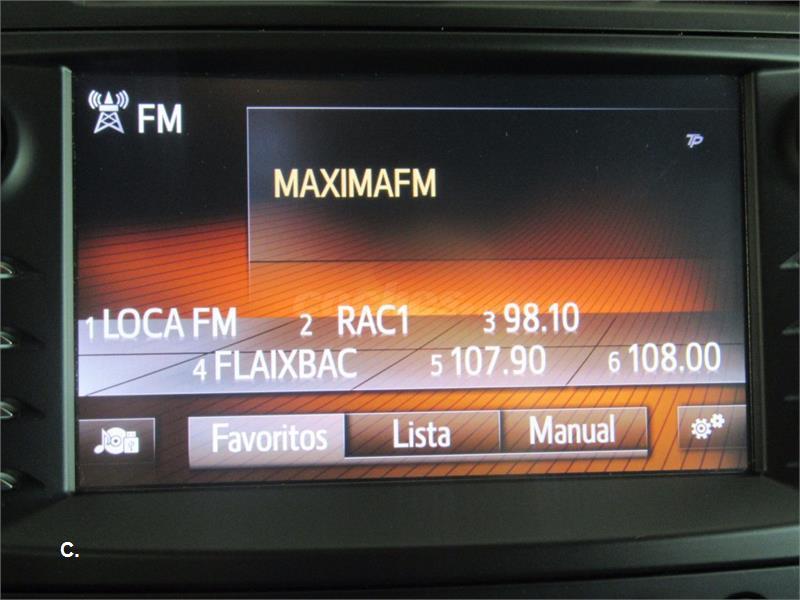 FM
TP
MAXIMAFM
1 LOCA FM 2 RAC1 3 98.10
4 FLAIXBAC 5 107.90 6 108.00
Favoritos Lista Manual
C.